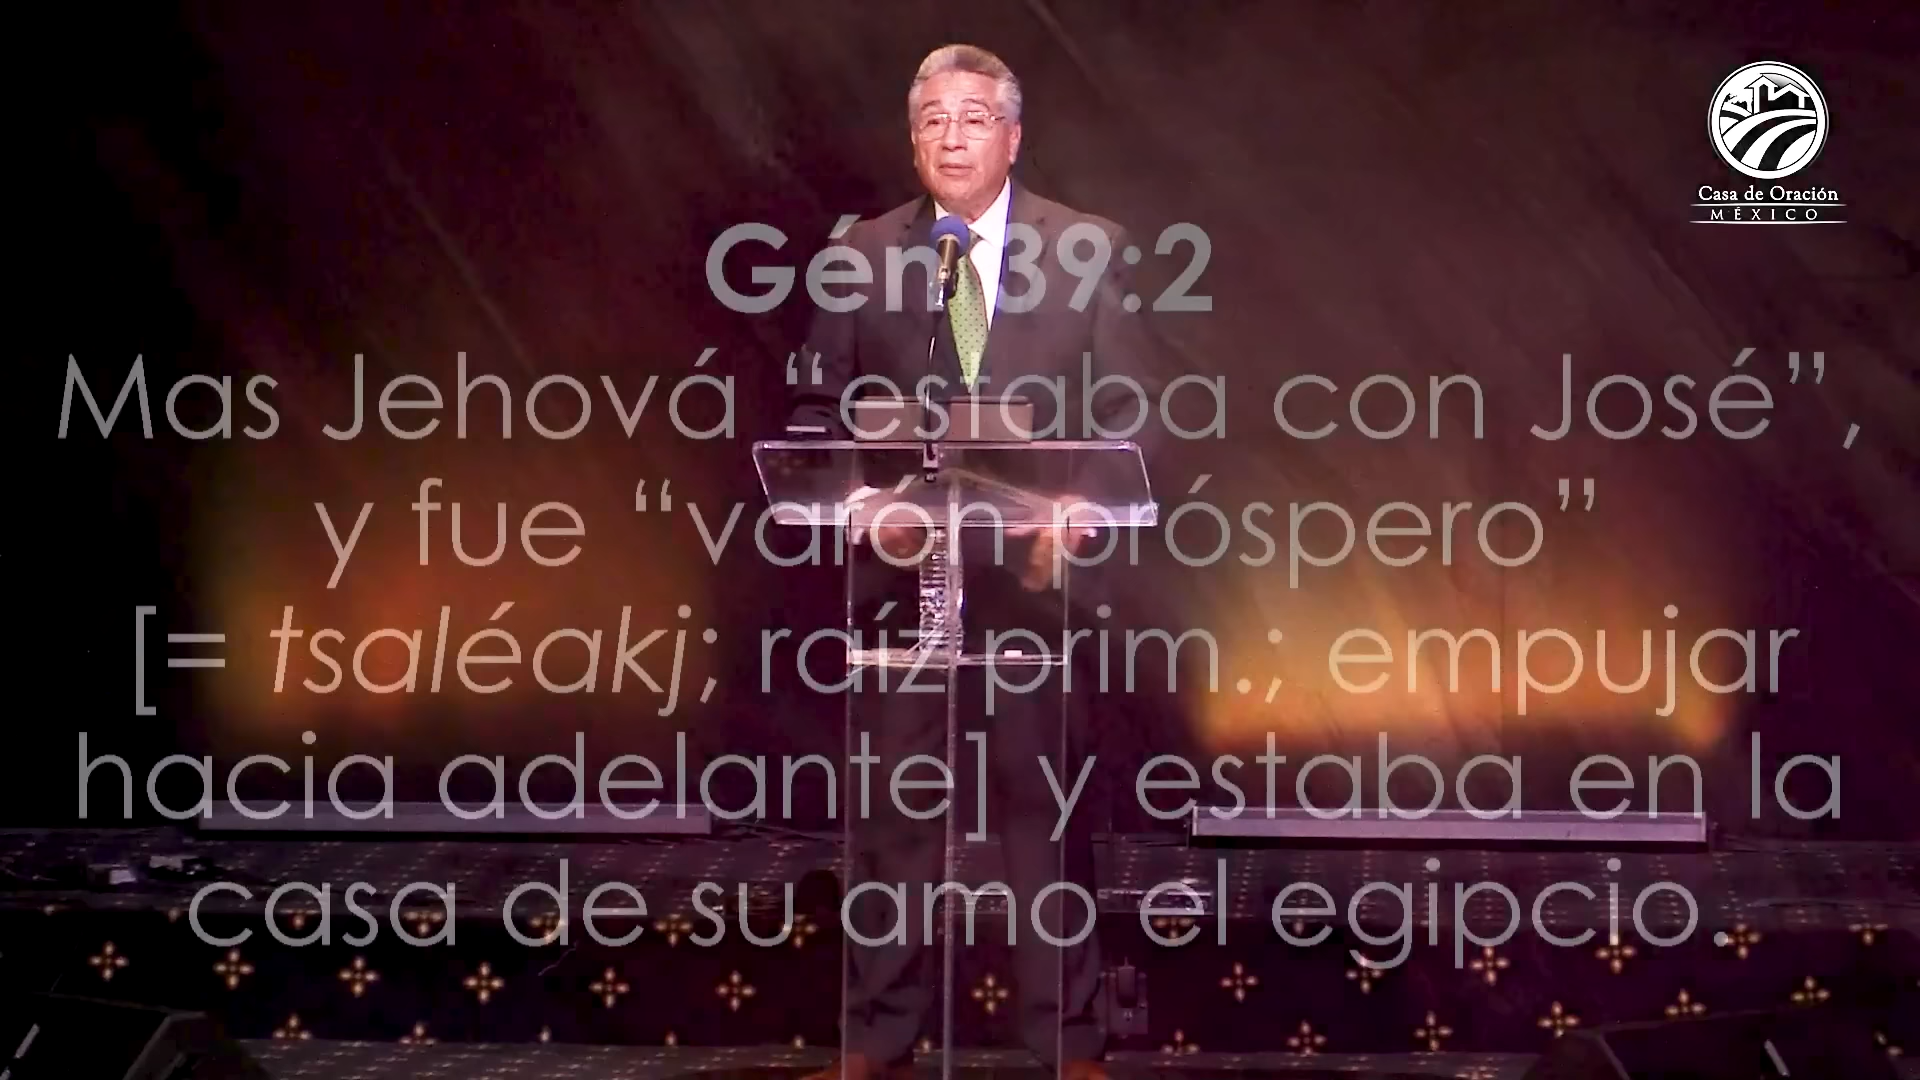 Casa de Oración
MÉXICO
Gén 39:2
Mas Jehová “estaba con José”,
y fue “varón próspero”
[= tsaléakj; raíz prim.; empujar
hacia adelante] y estaba en la
casa de su amo el egipcio.